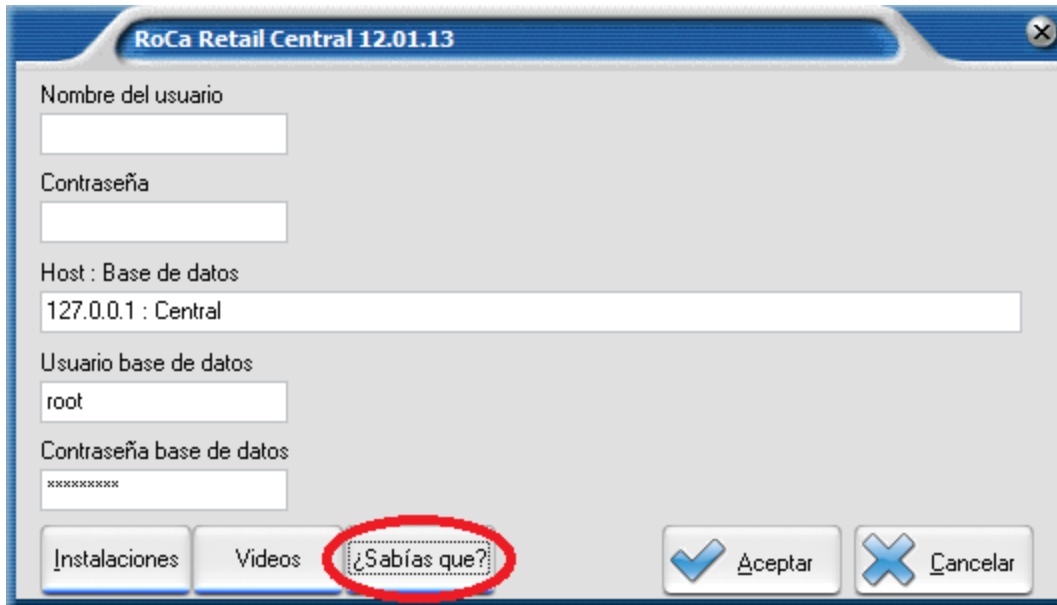 RoCa Retail Central 12.01.13
Nombre del usuario
Contraseña
Host : Base de datos
127.0.0.1 : Central
Usuario base de datos
root
Contraseña base de datos
*********
Instalaciones Videos ¿Sabías que? Aceptar Cancelar